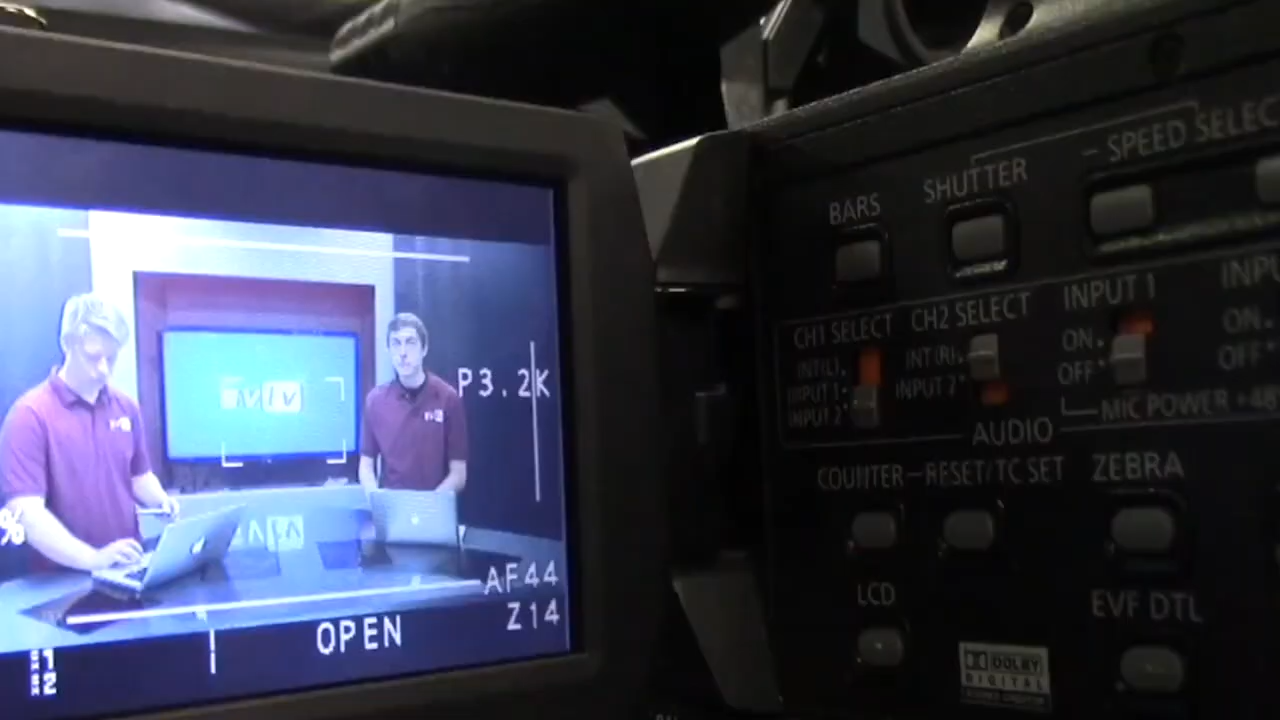 P3.2K
%
AF44
Z14
OPEN
1
2
BARS
SHUTTER
SPEED SELEC
CH1 SELECT
CH2 SELECT
INPUT 1
INPU
INT(L)
INPUT 1
INPUT 2
INT(R)
INPUT 2
ON
OFF
ON
OFF
MIC POWER +48
AUDIO
COUNTER
RESET/TC SET
ZEBRA
LCD
EVF DTL
DOLBY
DIGITAL